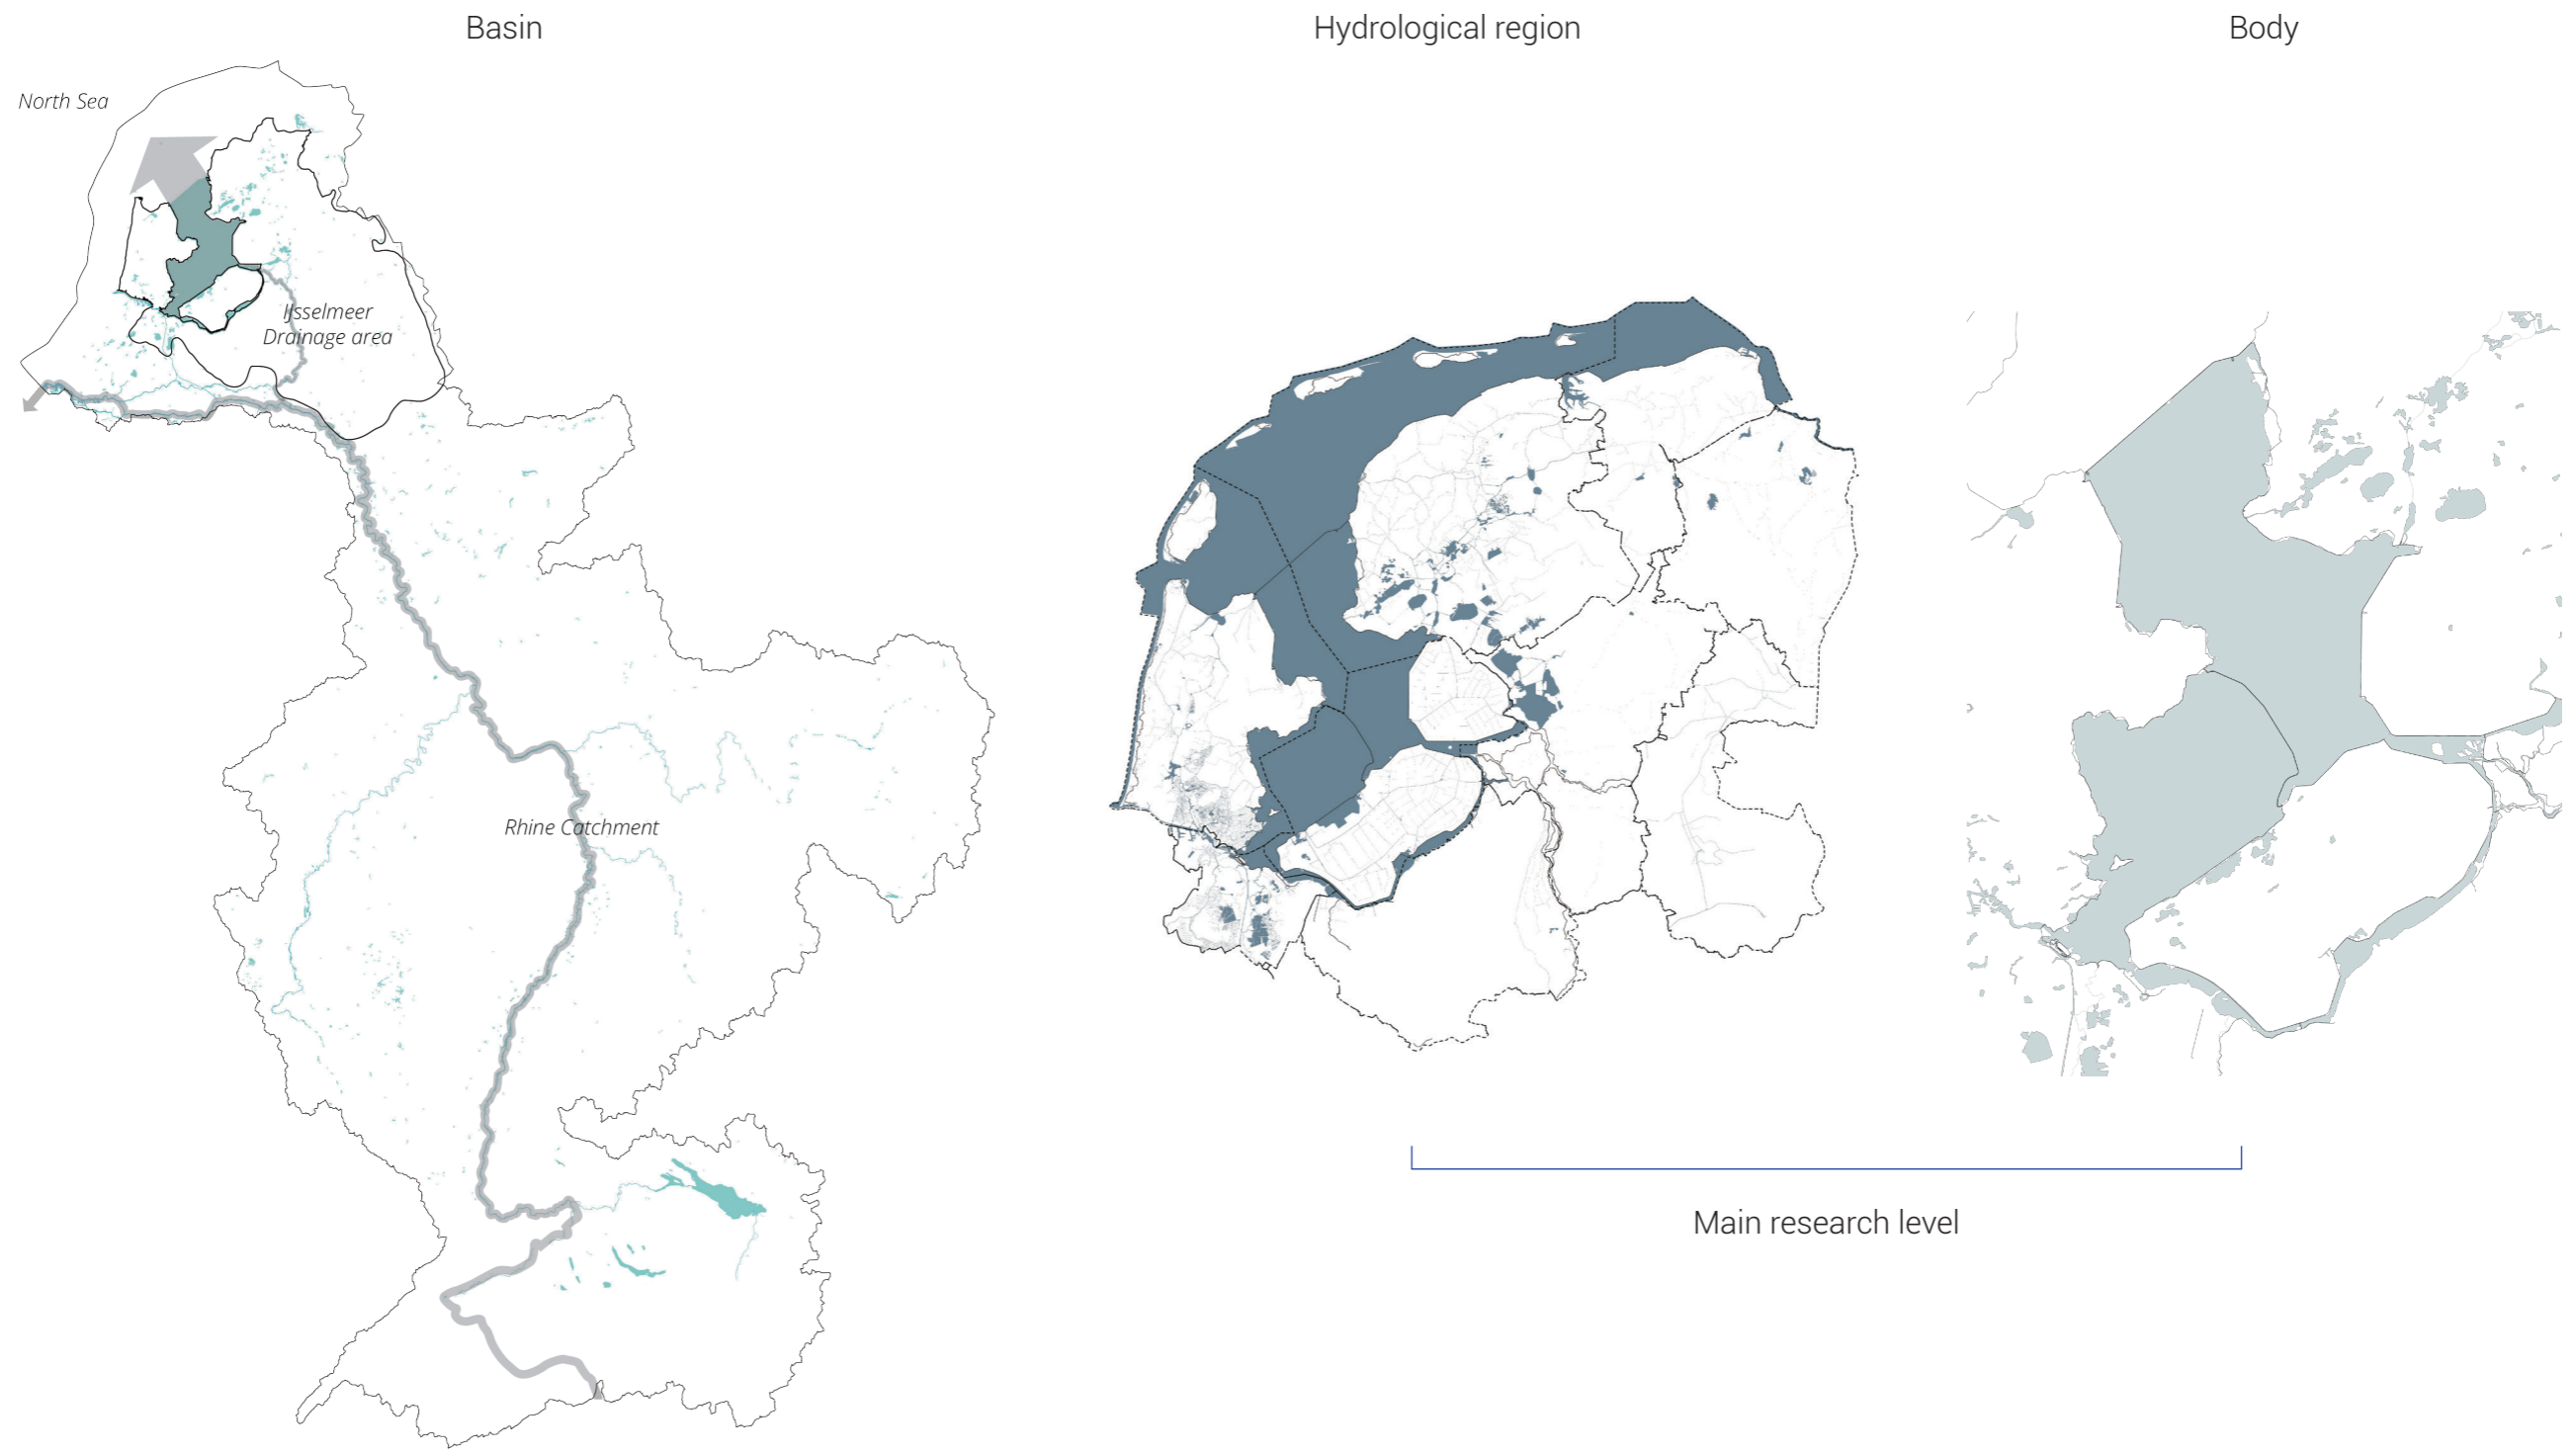 Basin
Hydrological region
Body
North Sea
IJsselmeer
Drainage area
Rhine Catchment
Main research level